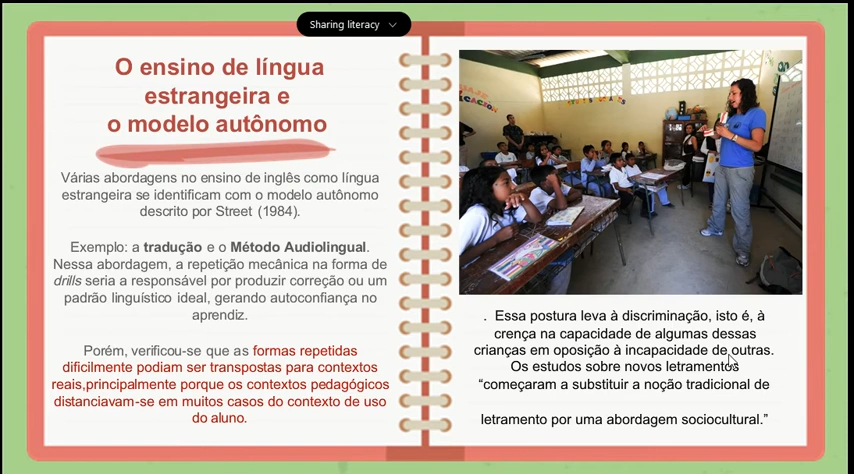 Sharing literacy
O ensino de língua
estrangeira e
o modelo autônomo
Várias abordagens no ensino de inglês como língua
estrangeira se identificam com o modelo autônomo
descrito por Street (1984).
Exemplo: a tradução e o Método Audiolingual.
Nessa abordagem, a repetição mecânica na forma de
drills seria a responsável por produzir correção ou um
padrão linguístico ideal, gerando autoconfiança no
aprendiz.
Porém, verificou-se que as formas repetidas
dificilmente podiam ser transpostas para contextos
reais,principalmente porque os contextos pedagógicos
distanciavam-se em muitos casos do contexto de uso
do aluno.
. Essa postura leva à discriminação, isto é, à
crença na capacidade de algumas dessas
crianças em oposição à incapacidade de outras.
Os estudos sobre novos letramentos
“começaram a substituir a noção tradicional de
letramento por uma abordagem sociocultural.”